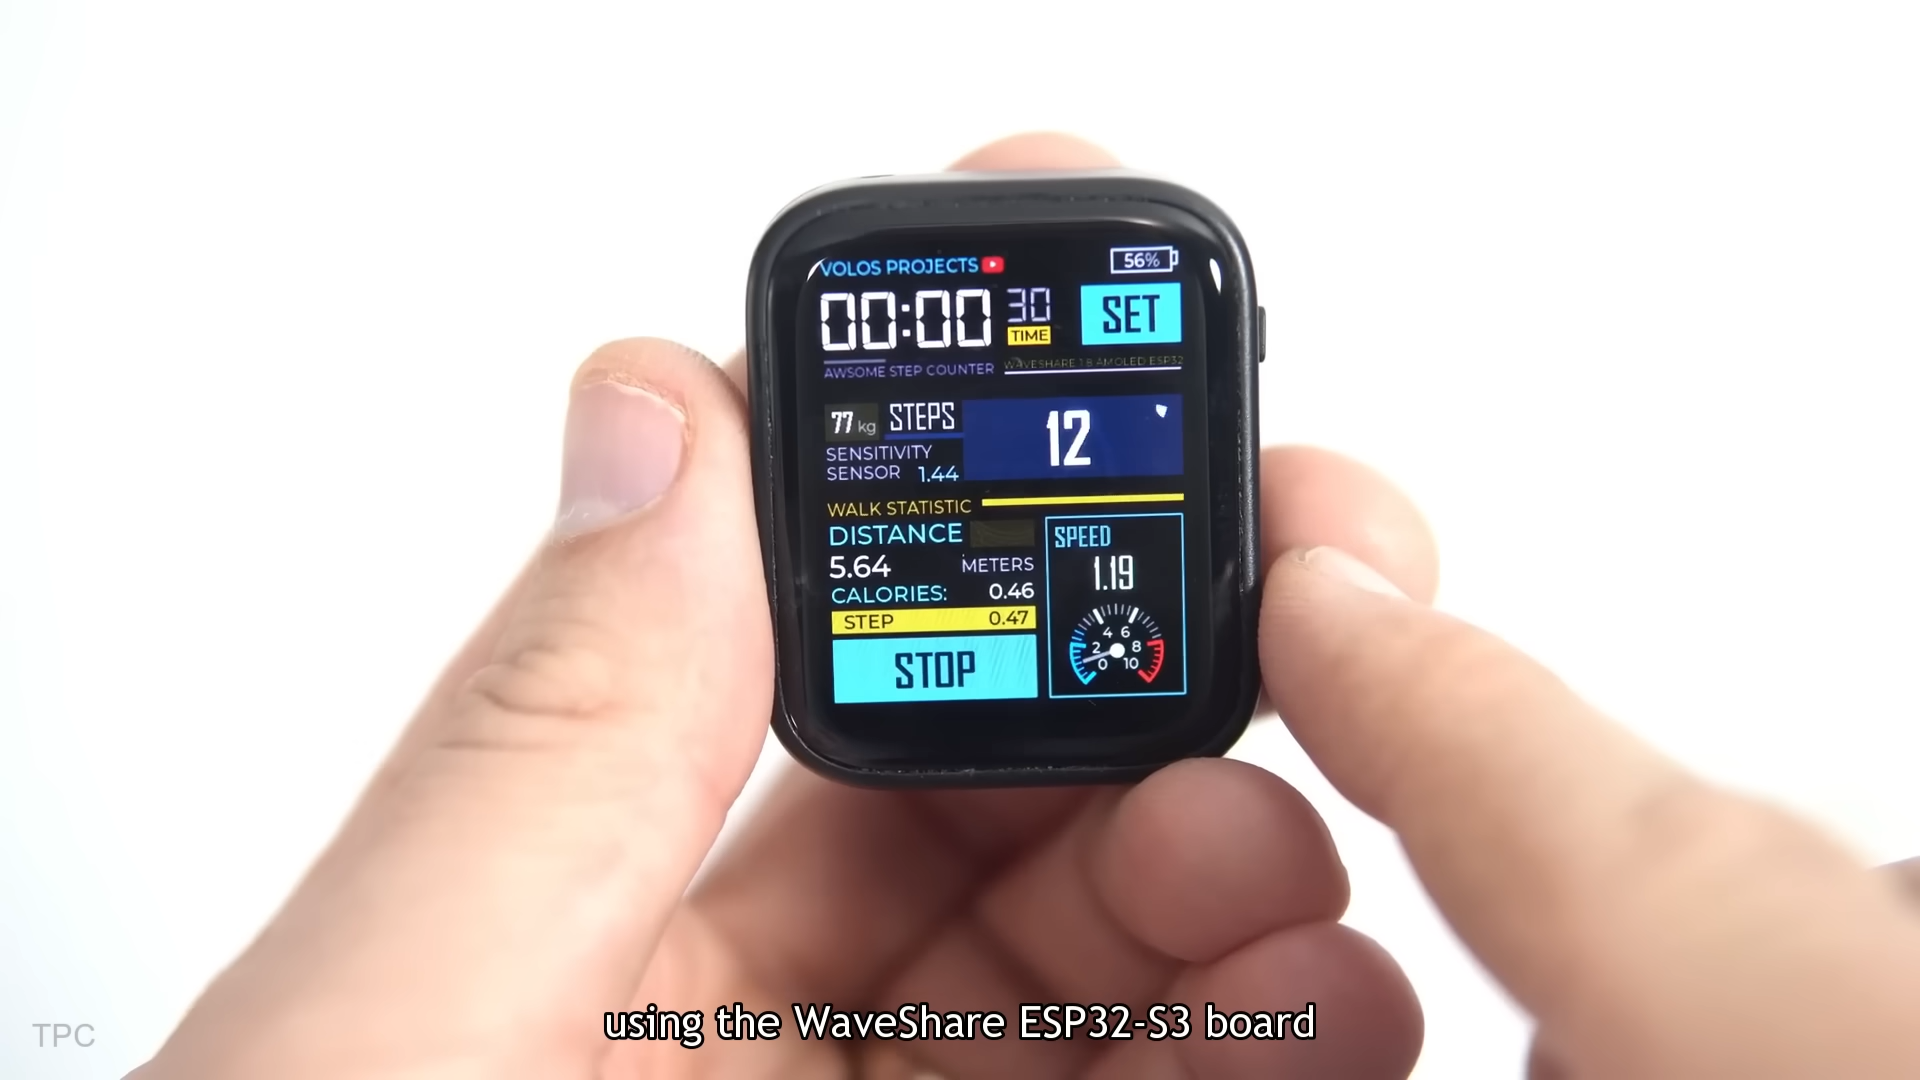 VOLOS PROJECTS
56%
00:00
30
TIME
SET
AWSOME STEP COUNTER
WAVESHARE 1.8 AMOLED ESP32
77 kg
STEPS
12
SENSITIVITY
SENSOR 1.44
WALK STATISTIC
DISTANCE
5.64 METERS
CALORIES: 0.46
STEP 0.47
STOP
SPEED
1.19
0 2 4 6 8 10
using the WaveShare ESP32-S3 board
TPC